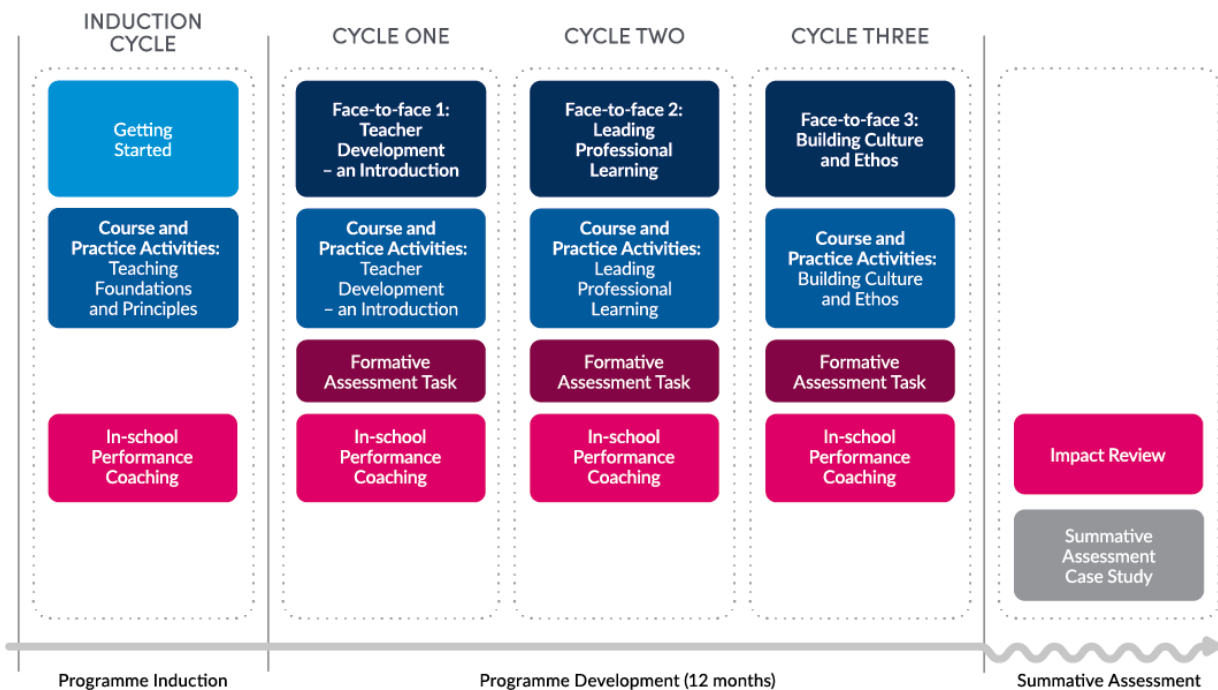 INDUCTION
CYCLE
Getting
Started
Course and
Practice Activities:
Teaching
Foundations
and Principles
In-school
Performance
Coaching
CYCLE ONE
Face-to-face 1:
Teacher
Development
– an Introduction
Course and
Practice Activities:
Teacher
Development
– an Introduction
Formative
Assessment Task
In-school
Performance
Coaching
CYCLE TWO
Face-to-face 2:
Leading
Professional
Learning
Course and
Practice Activities:
Leading
Professional
Learning
Formative
Assessment Task
In-school
Performance
Coaching
CYCLE THREE
Face-to-face 3:
Building Culture
and Ethos
Course and
Practice Activities:
Building Culture
and Ethos
Formative
Assessment Task
In-school
Performance
Coaching
Impact Review
Summative
Assessment
Case Study
Programme Induction
Programme Development (12 months)
Summative Assessment